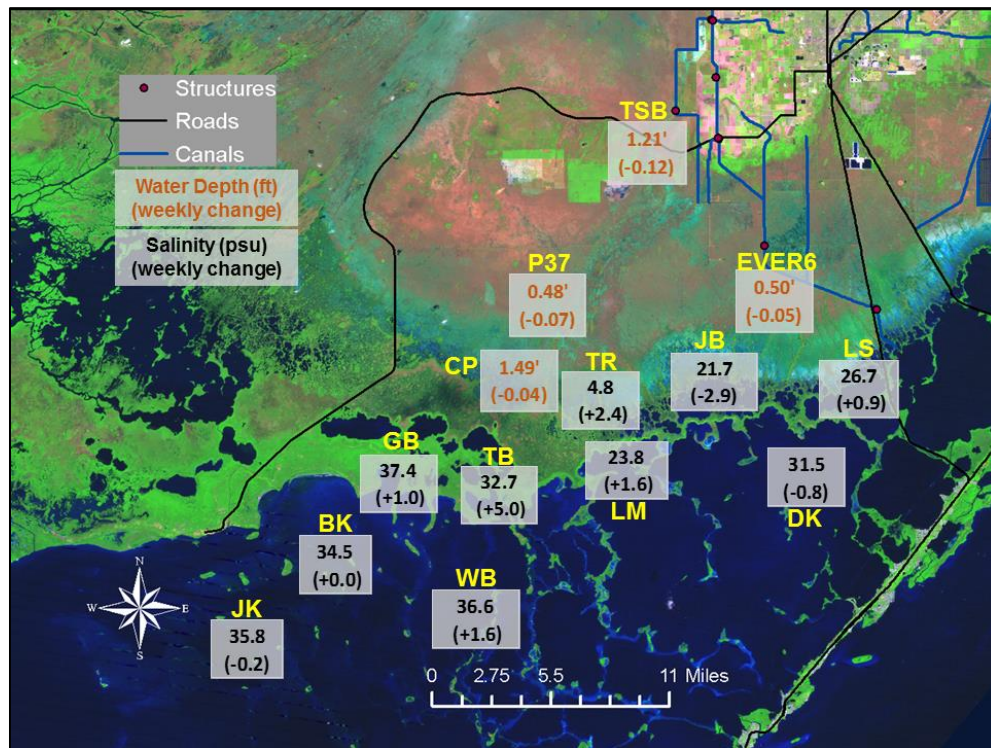 Structures
Roads
Canals
Water Depth (ft)
(weekly change)
Salinity (psu)
(weekly change)
TSB
1.21'
(-0.12)
P37
0.48'
(-0.07)
EVER6
0.50'
(-0.05)
CP
1.49'
(-0.04)
TR
4.8
(+2.4)
JB
21.7
(-2.9)
LS
26.7
(+0.9)
GB
37.4
(+1.0)
TB
32.7
(+5.0)
23.8
(+1.6)
LM
31.5
(-0.8)
DK
BK
34.5
(+0.0)
WB
36.6
(+1.6)
JK
35.8
(-0.2)
N
W E
S
0 2.75 5.5 11 Miles